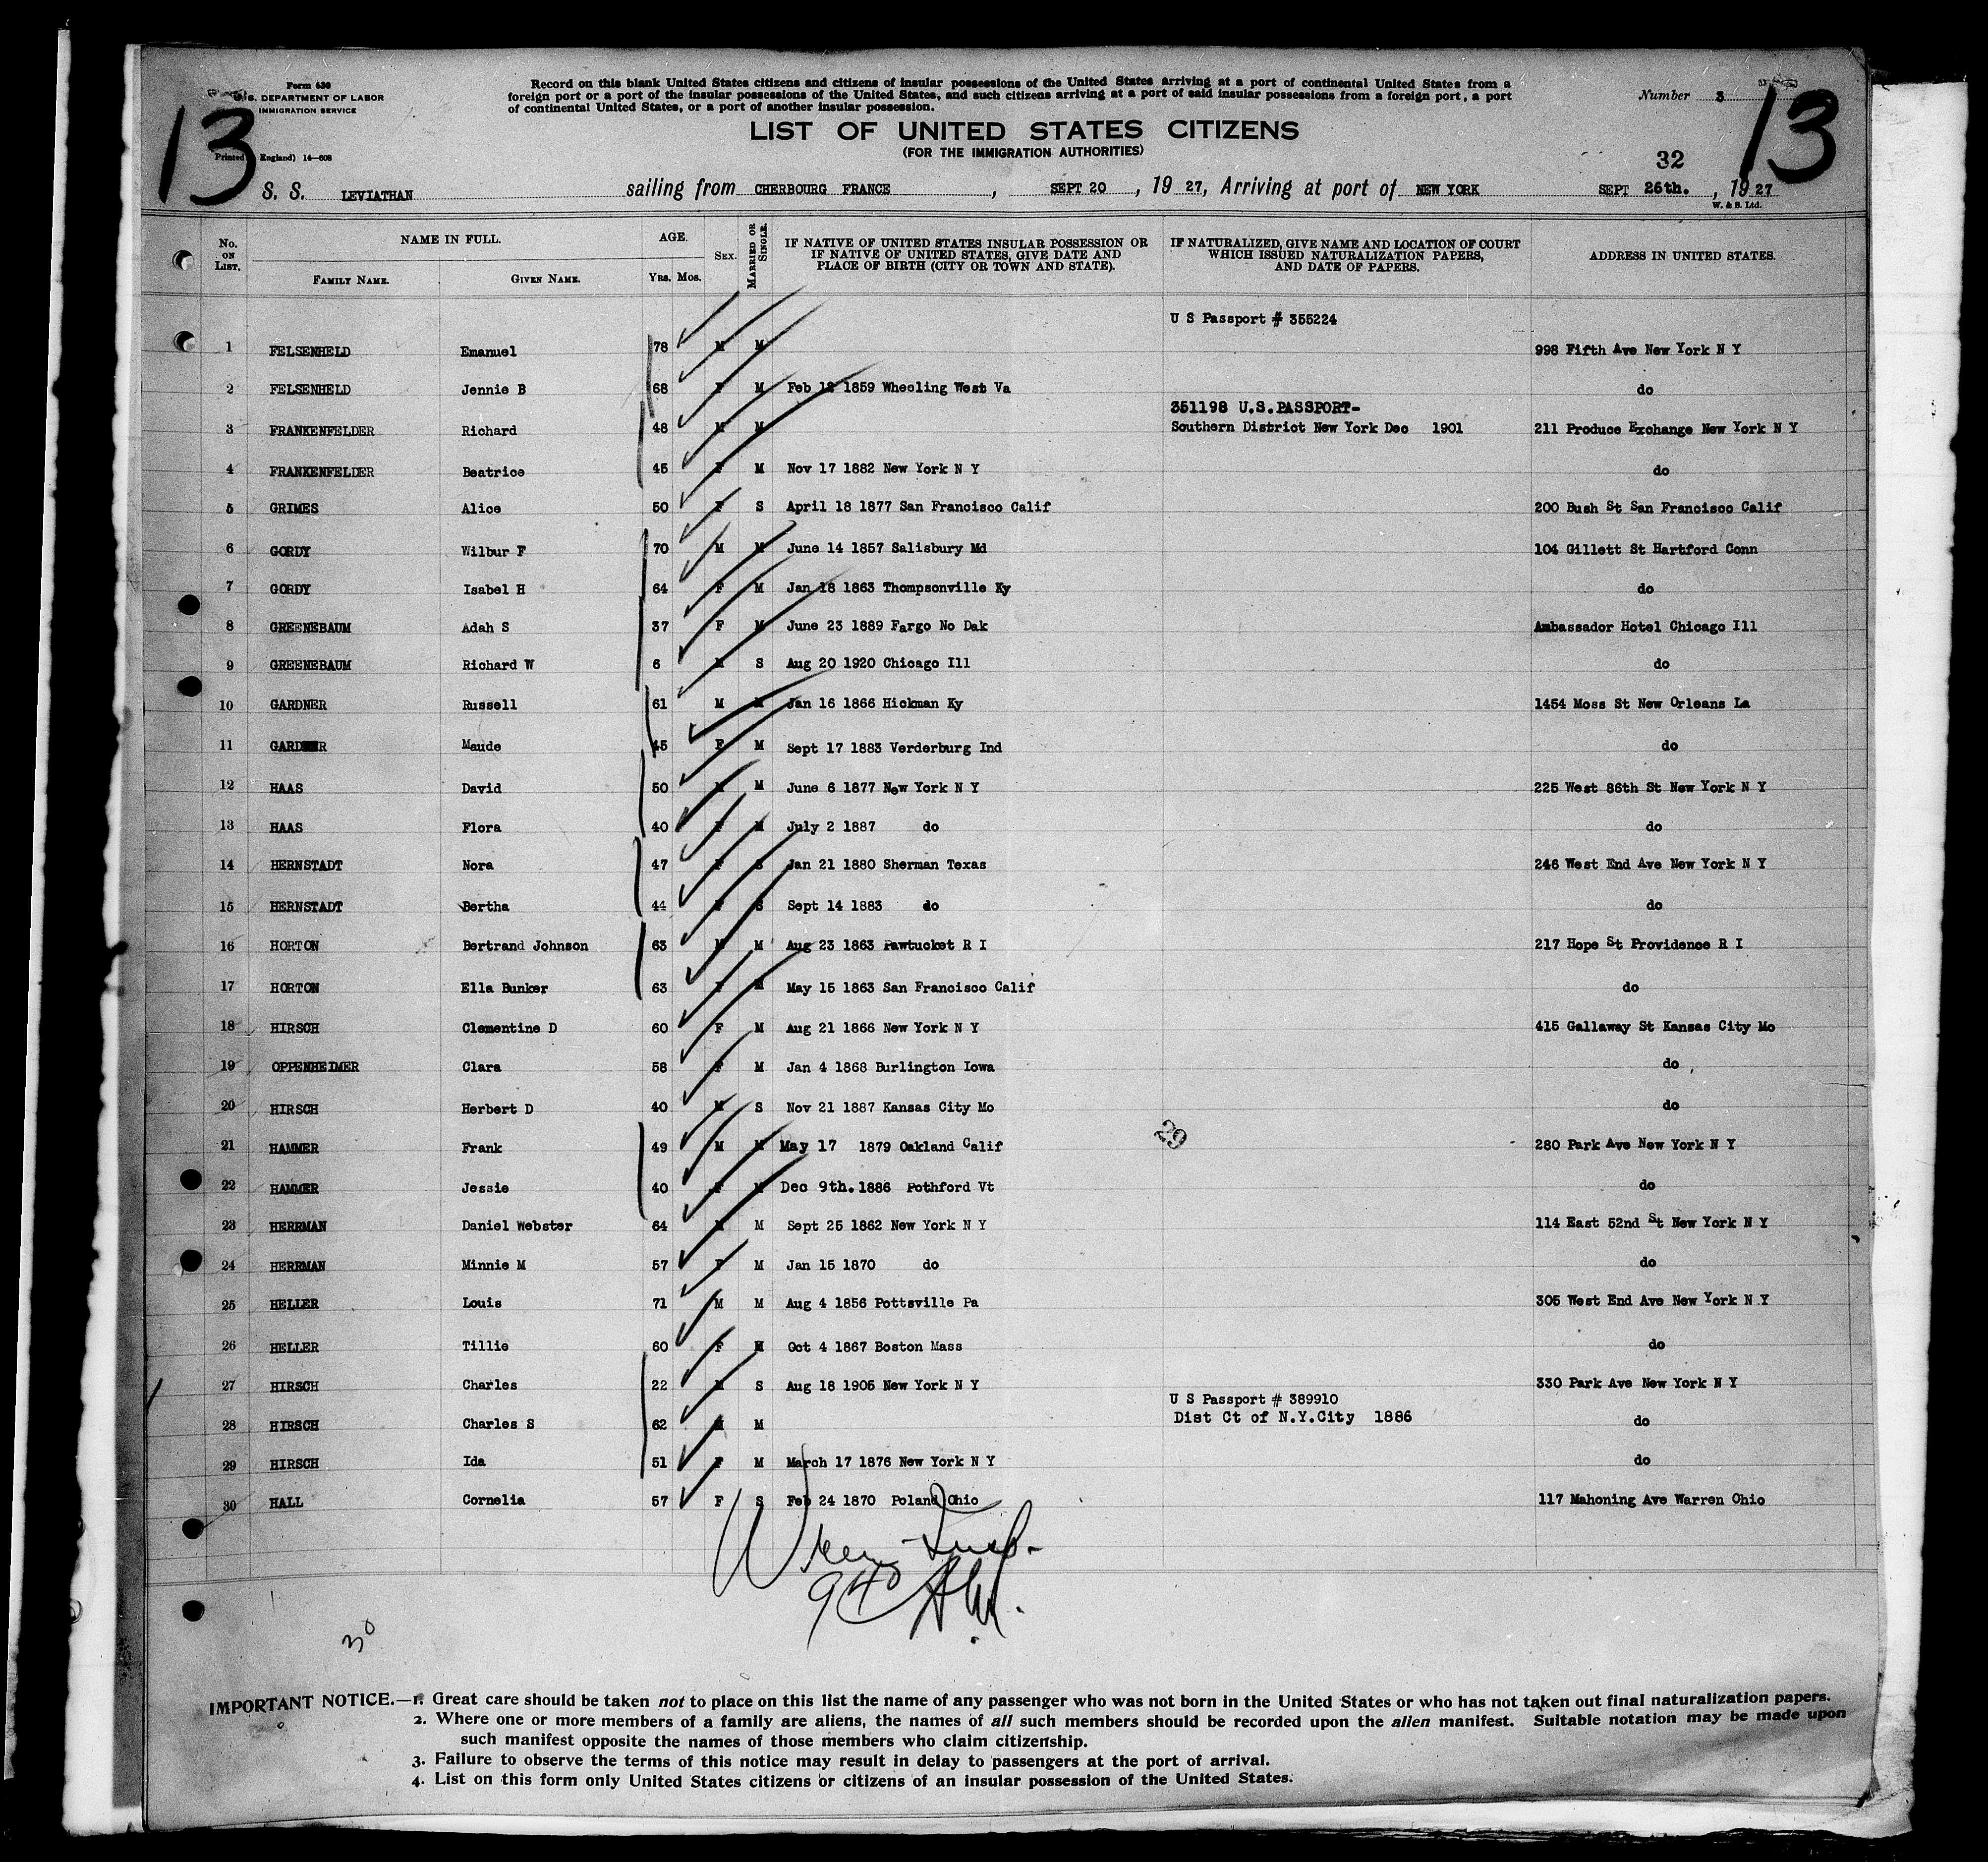 Form 630
U.S. DEPARTMENT OF LABOR
IMMIGRATION SERVICE
Printed England) 14—608
13
Record on this blank United States citizens and citizens of insular possessions of the United States arriving at a port of continental United States from a
foreign port or a port of the insular possessions of the United States, and such citizens arriving at a port of said insular possessions from a foreign port, a port
of continental United States, or a port of another insular possession.
Number 3
13
LIST OF UNITED STATES CITIZENS
(FOR THE IMMIGRATION AUTHORITIES)
32
S. S. LEVIATHAN sailing from CHERBOURG FRANCE , SEPT 20 , 19 27, Arriving at port of NEW YORK SEPT 26th. , 19 27
W. & S. Ltd.
No. ON LIST. NAME IN FULL. FAMILY NAME. GIVEN NAME. AGE. YRS. MOS. SEX. MARRIED OR SINGLE. IF NATIVE OF UNITED STATES INSULAR POSSESSION OR IF NATIVE OF UNITED STATES, GIVE DATE AND PLACE OF BIRTH (CITY OR TOWN AND STATE). IF NATURALIZED, GIVE NAME AND LOCATION OF COURT WHICH ISSUED NATURALIZATION PAPERS, AND DATE OF PAPERS. ADDRESS IN UNITED STATES.
U S Passport # 355224
1 FELSENHELD Emanuel 78 M M 998 Fifth Ave New York N Y
2 FELSENHELD Jennie B 68 F M Feb 12 1859 Wheeling West Va do
351198 U.S.PASSPORT-
3 FRANKENFELDER Richard 48 M M Southern District New York Dec 1901 211 Produce Exchange New York N Y
4 FRANKENFELDER Beatrice 45 F M Nov 17 1882 New York N Y do
5 GRIMES Alice 50 F S April 18 1877 San Francisco Calif 200 Bush St San Francisco Calif
6 GORDY Wilbur F 70 M M June 14 1857 Salisbury Md 104 Gillett St Hartford Conn
7 GORDY Isabel H 64 F M Jan 18 1863 Thompsonville Ky do
8 GREENEBAUM Adah S 37 F M June 23 1889 Fargo No Dak Ambassador Hotel Chicago Ill
9 GREENEBAUM Richard W 6 M S Aug 20 1920 Chicago Ill do
10 GARDNER Russell 61 M M Jan 16 1866 Hickman Ky 1454 Moss St New Orleans La
11 GARDNER Maude 45 F M Sept 17 1883 Verderburg Ind do
12 HAAS David 50 M M June 6 1877 New York N Y 225 West 86th St New York N Y
13 HAAS Flora 40 F M July 2 1887 do do
14 HERNSTADT Nora 47 F S Jan 21 1880 Sherman Texas 246 West End Ave New York N Y
15 HERNSTADT Bertha 44 F S Sept 14 1883 do do
16 HORTON Bertrand Johnson 63 M M Aug 23 1863 Pawtucket R I 217 Hope St Providence R I
17 HORTON Ella Bunker 63 F M May 15 1863 San Francisco Calif do
18 HIRSCH Clementine D 60 F M Aug 21 1866 New York N Y 415 Gallaway St Kansas City Mo
19 OPPENHEIMER Clara 58 F M Jan 4 1868 Burlington Iowa do
20 HIRSCH Herbert D 40 M S Nov 21 1887 Kansas City Mo do
29
21 HAMMER Frank 49 M M May 17 1879 Oakland Calif 280 Park Ave New York N Y
22 HAMMER Jessie 40 F M Dec 9th. 1886 Pothford Vt do
23 HERRMAN Daniel Webster 64 M M Sept 25 1862 New York N Y 114 East 52nd St New York N Y
24 HERRMAN Minnie M 57 F M Jan 15 1870 do do
25 HELLER Louis 71 M M Aug 4 1856 Pottsville Pa 305 West End Ave New York N Y
26 HELLER Tillie 60 F M Oct 4 1867 Boston Mass do
27 HIRSCH Charles 22 M S Aug 18 1905 New York N Y 330 Park Ave New York N Y
U S Passport # 389910
28 HIRSCH Charles S 62 M M Dist Ct of N.Y.City 1886 do
29 HIRSCH Ida 51 F M March 17 1876 New York N Y do
30 HALL Cornelia 57 F S Feb 24 1870 Poland Ohio 117 Mahoning Ave Warren Ohio
940 AM.
30
IMPORTANT NOTICE.—1. Great care should be taken not to place on this list the name of any passenger who was not born in the United States or who has not taken out final naturalization papers.
2. Where one or more members of a family are aliens, the names of all such members should be recorded upon the alien manifest. Suitable notation may be made upon
such manifest opposite the names of those members who claim citizenship.
3. Failure to observe the terms of this notice may result in delay to passengers at the port of arrival.
4. List on this form only United States citizens or citizens of an insular possession of the United States.